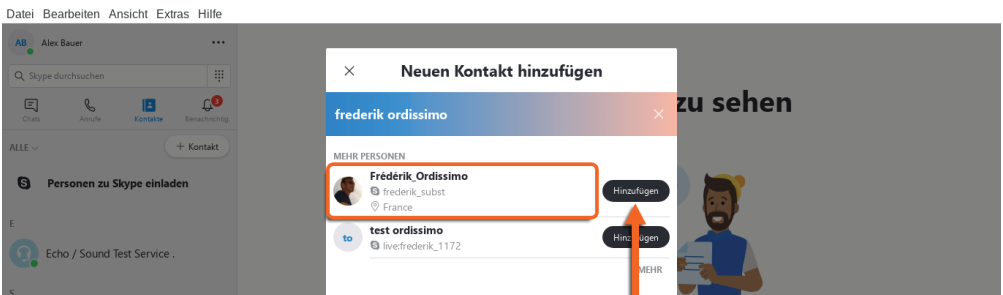 Datei Bearbeiten Ansicht Extras Hilfe
AB Alex Bauer
Skype durchsuchen
Chats Anrufe Kontakte Benachrichtig 3
ALLE + Kontakt
Personen zu Skype einladen
E
Echo / Sound Test Service .
S
Neuen Kontakt hinzufügen
frederik ordissimo
MEHR PERSONEN
Frédérik_Ordissimo
frederik_subst
France
Hinzufügen
to test ordissimo
live:frederik_1172
Hinzufügen
MEHR
zu sehen